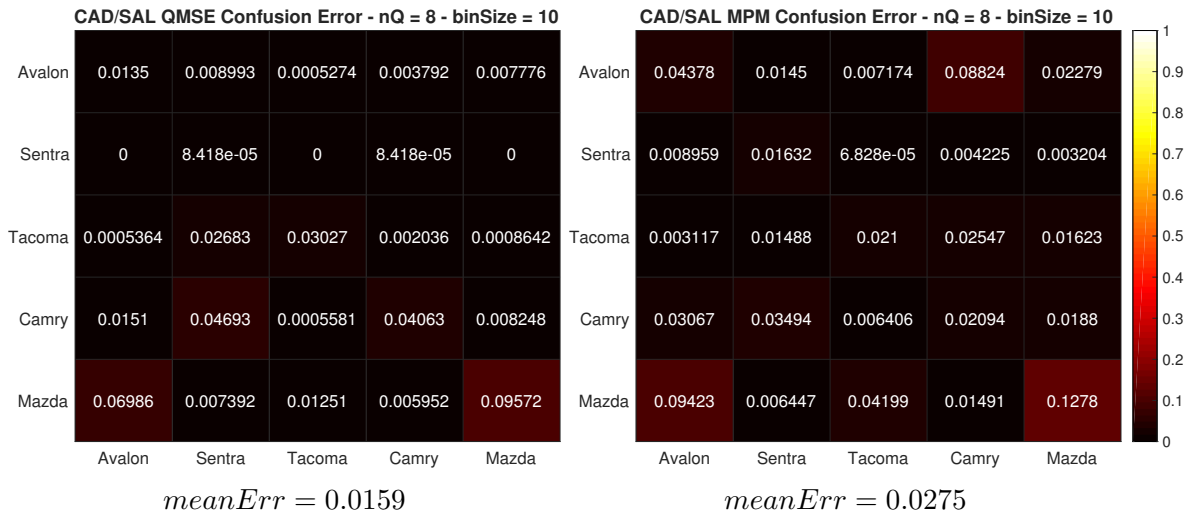 CAD/SAL QMSE Confusion Error - nQ = 8 - binSize = 10
Avalon 0.0135 0.008993 0.0005274 0.003792 0.007776
Sentra 0 8.418e-05 0 8.418e-05 0
Tacoma 0.0005364 0.02683 0.03027 0.002036 0.0008642
Camry 0.0151 0.04693 0.0005581 0.04063 0.008248
Mazda 0.06986 0.007392 0.01251 0.005952 0.09572
Avalon Sentra Tacoma Camry Mazda
meanErr = 0.0159
CAD/SAL MPM Confusion Error - nQ = 8 - binSize = 10
Avalon 0.04378 0.0145 0.007174 0.08824 0.02279
Sentra 0.008959 0.01632 6.828e-05 0.004225 0.003204
Tacoma 0.003117 0.01488 0.021 0.02547 0.01623
Camry 0.03067 0.03494 0.006406 0.02094 0.0188
Mazda 0.09423 0.006447 0.04199 0.01491 0.1278
Avalon Sentra Tacoma Camry Mazda
meanErr = 0.0275
1
0.9
0.8
0.7
0.6
0.5
0.4
0.3
0.2
0.1
0